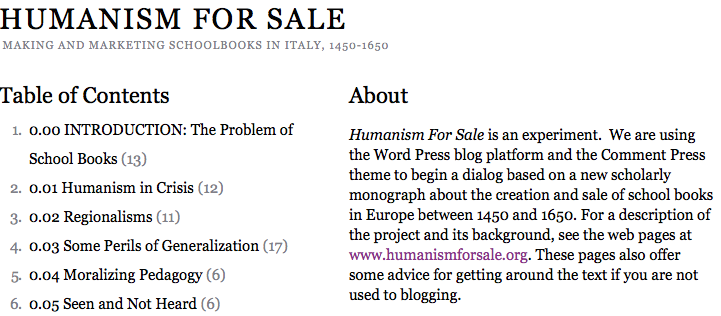 HUMANISM FOR SALE
MAKING AND MARKETING SCHOOLBOOKS IN ITALY, 1450-1650
Table of Contents
1. 0.00 INTRODUCTION: The Problem of
School Books (13)
2. 0.01 Humanism in Crisis (12)
3. 0.02 Regionalisms (11)
4. 0.03 Some Perils of Generalization (17)
5. 0.04 Moralizing Pedagogy (6)
6. 0.05 Seen and Not Heard (6)
About
Humanism For Sale is an experiment. We are using
the Word Press blog platform and the Comment Press
theme to begin a dialog based on a new scholarly
monograph about the creation and sale of school books
in Europe between 1450 and 1650. For a description of
the project and its background, see the web pages at
www.humanismforsale.org. These pages also offer
some advice for getting around the text if you are not
used to blogging.